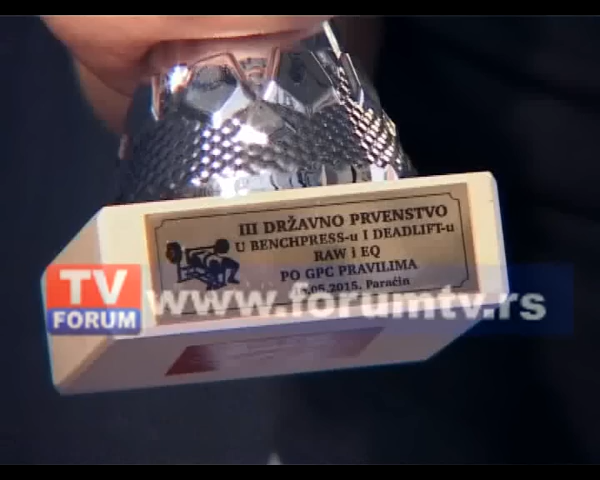 III DRŽAVNO PRVENSTVO
U BENCHPRESS-u I DEADLIFT-u
RAW i EQ
PO GPC PRAVILIMA
.05.2015. Paraćin
TV
FORUM
www.forumtv.rs